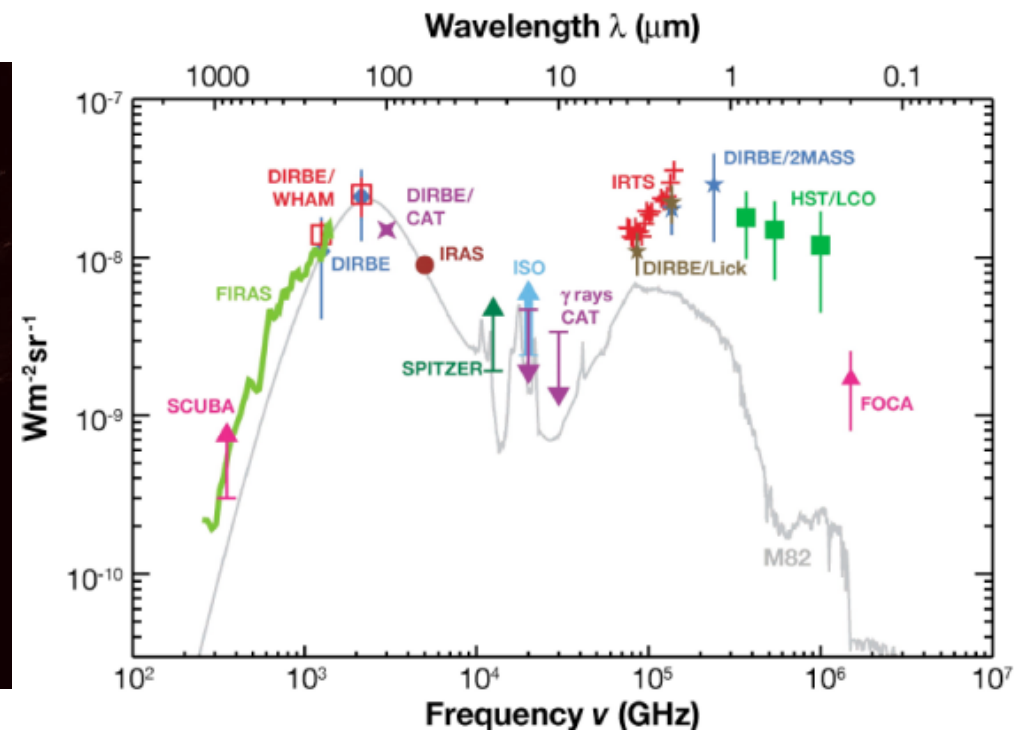 Wavelength λ (μm)
1000 100 10 1 0.1
10⁻⁷
DIRBE/
WHAM
DIRBE/
CAT
IRTS
DIRBE/2MASS
HST/LCO
10⁻⁸
DIRBE
IRAS
ISO
DIRBE/Lick
FIRAS
γ rays
CAT
SPITZER
SCUBA
FOCA
10⁻⁹
M82
10⁻¹⁰
Wm⁻²sr⁻¹
10² 10³ 10⁴ 10⁵ 10⁶ 10⁷
Frequency ν (GHz)